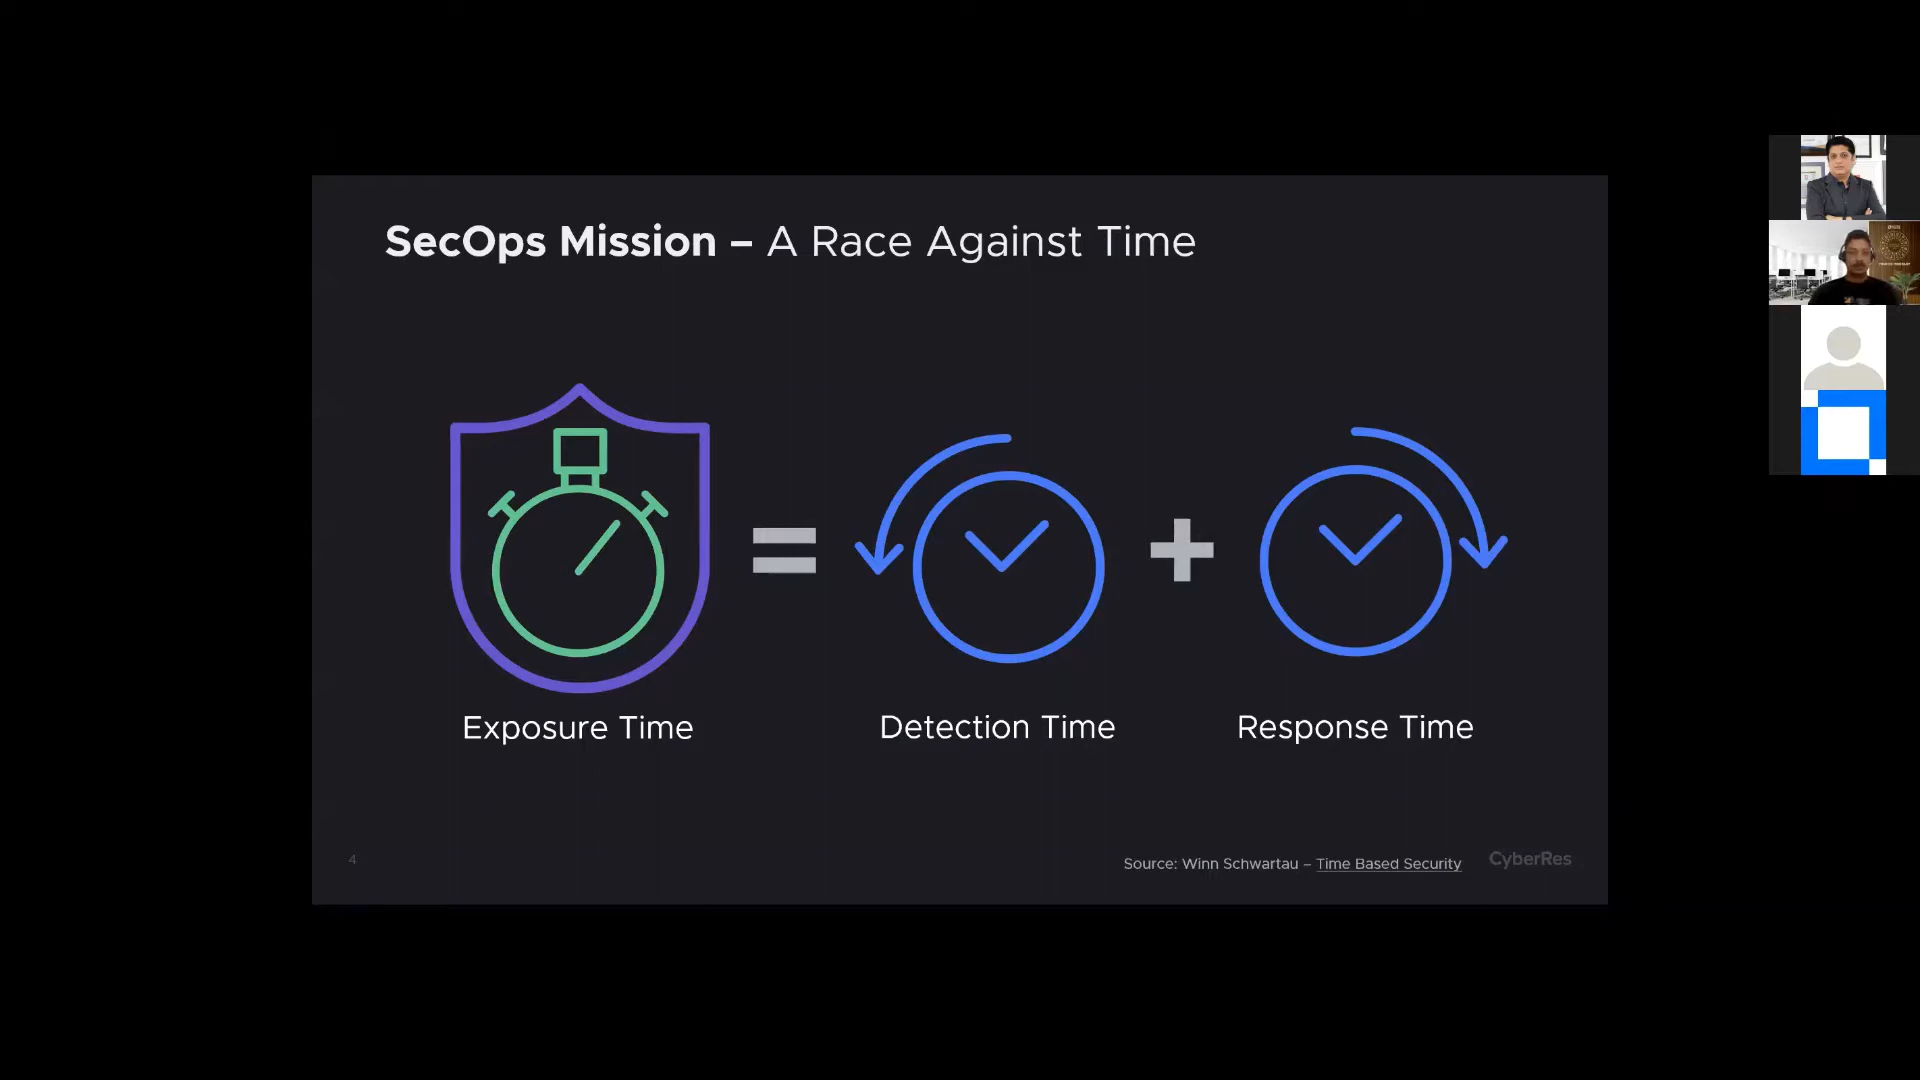 SecOps Mission – A Race Against Time
Exposure Time
Detection Time
Response Time
4
Source: Winn Schwartau – Time Based Security
CyberRes